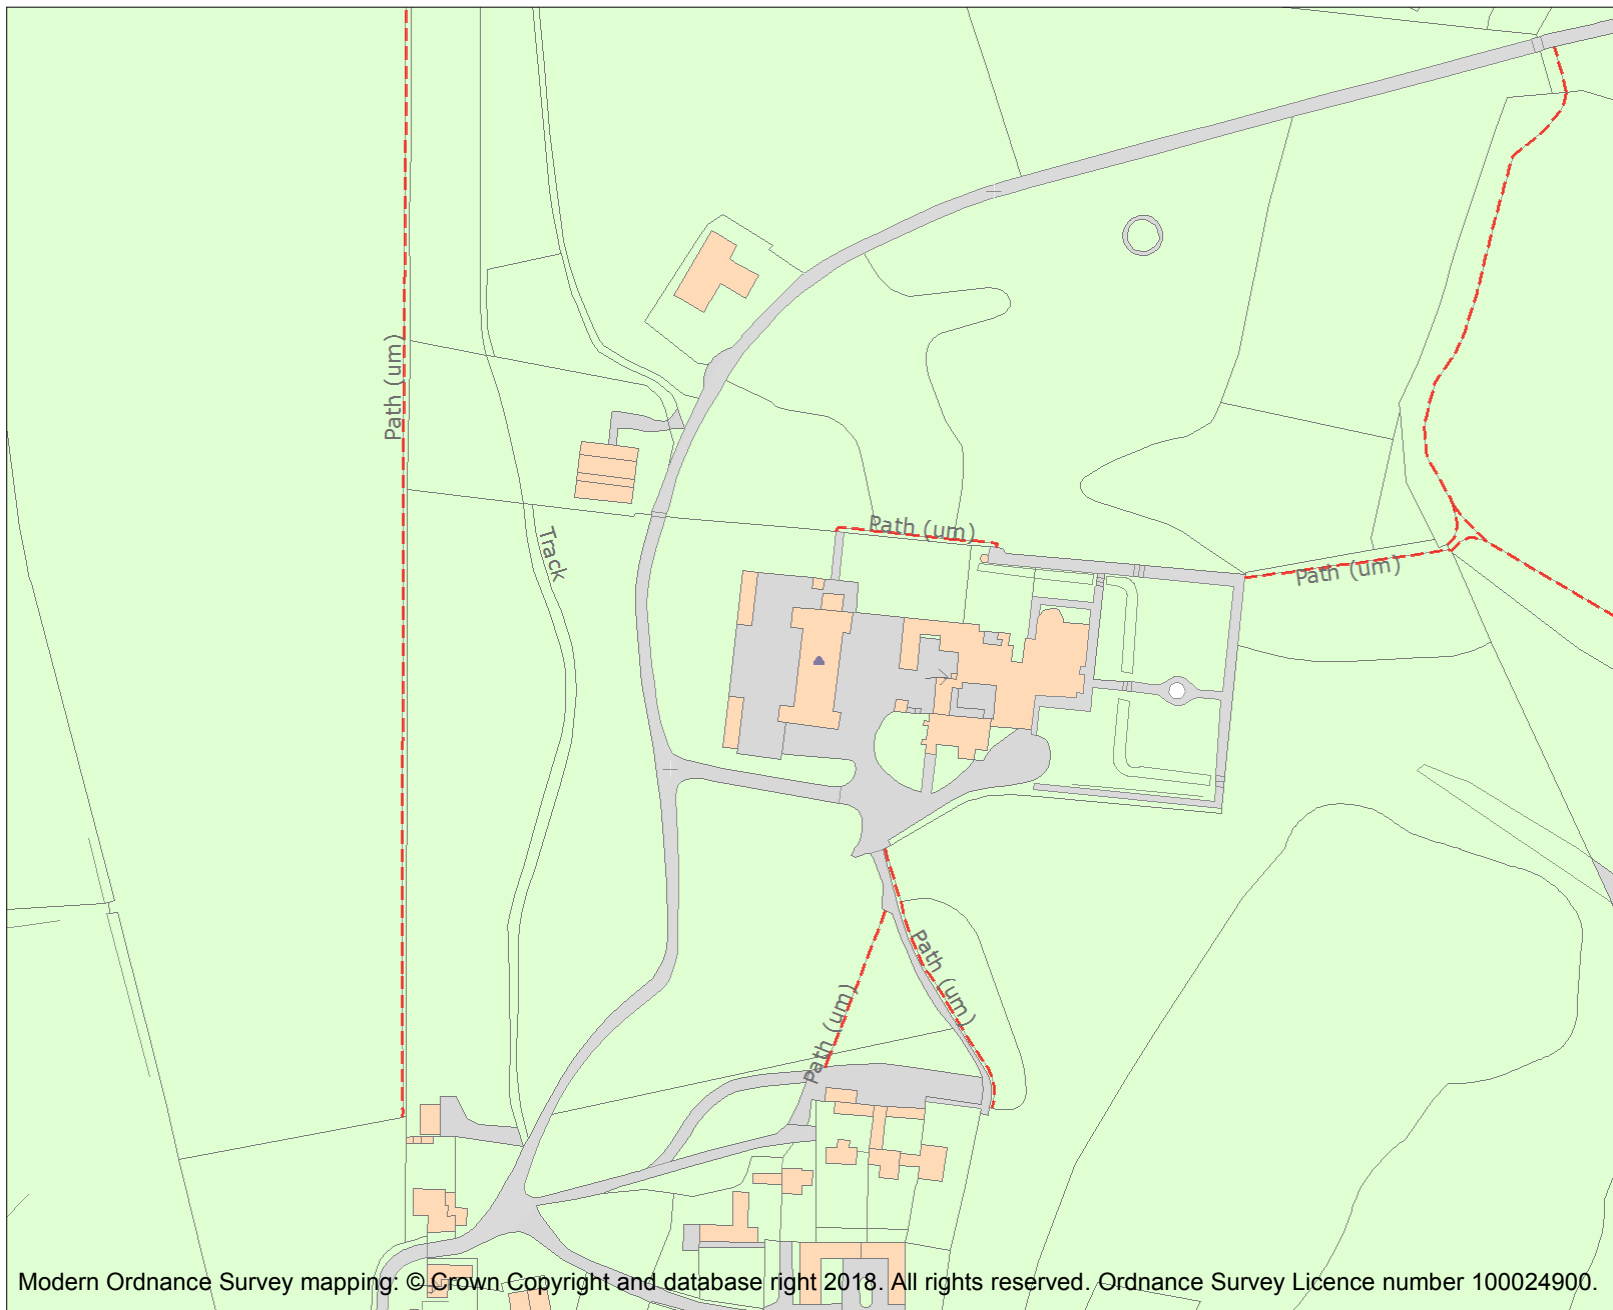 Path (um)
Path (um)
Track
Path (um)
Path (um)
Path (um)
Modern Ordnance Survey mapping: © Crown Copyright and database right 2018. All rights reserved. Ordnance Survey Licence number 100024900.